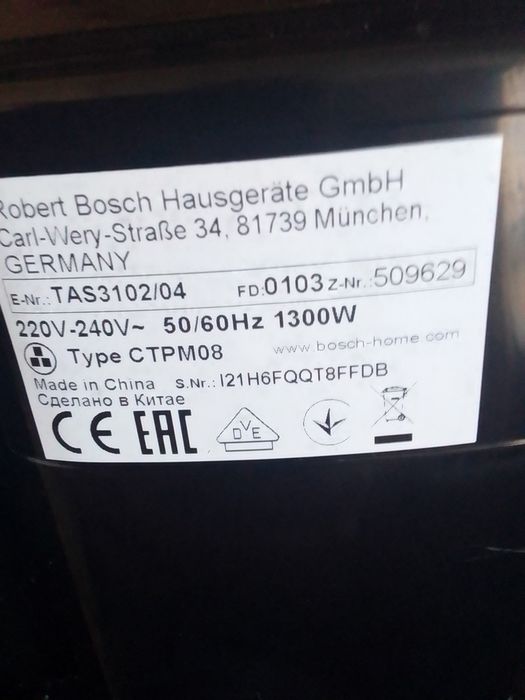 Robert Bosch Hausgeräte GmbH
Carl-Wery-Straße 34, 81739 München,
GERMANY
E-Nr.: TAS3102/04 FD:0103 Z-Nr.:509629
220V-240V~ 50/60Hz 1300W
Type CTPM08 www.bosch-home.com
Made in China S.Nr.: I21H6FQQT8FFDB
Сделано в Китае
CE EAC DVE